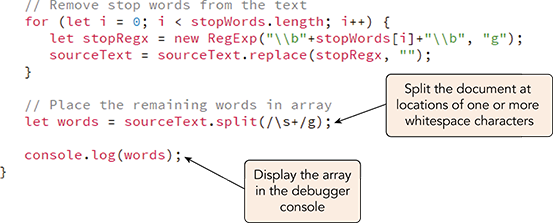 // Remove stop words from the text
for (let i = 0; i < stopWords.length; i++) {
let stopRegx = new RegExp("\\b"+stopWords[i]+"\\b", "g");
sourceText = sourceText.replace(stopRegx, "");
}
// Place the remaining words in array
let words = sourceText.split(/\s+/g);
console.log(words);
}
Split the document at
locations of one or more
whitespace characters
Display the array
in the debugger
console